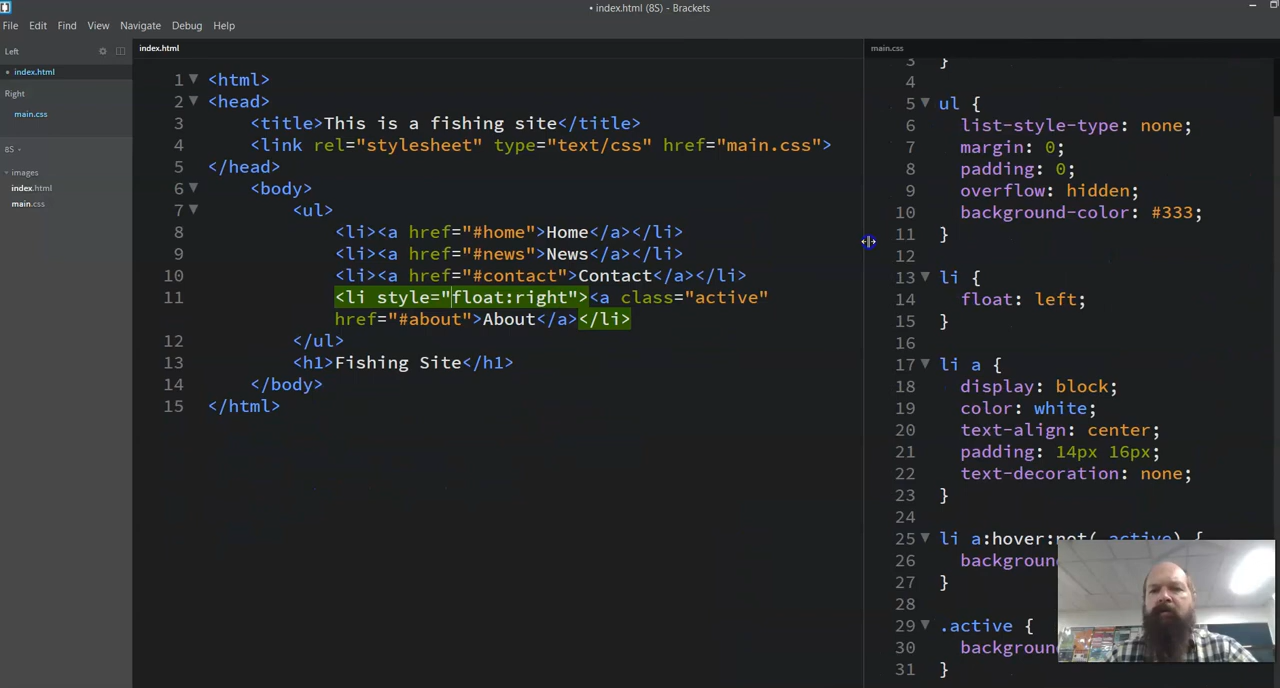 • index.html (8S) - Brackets
File Edit Find View Navigate Debug Help
Left
• index.html
Right
main.css
8S
images
index.html
main.css
index.html
1 <html>
2 <head>
3 <title>This is a fishing site</title>
4 <link rel="stylesheet" type="text/css" href="main.css">
5 </head>
6 <body>
7 <ul>
8 <li><a href="#home">Home</a></li>
9 <li><a href="#news">News</a></li>
10 <li><a href="#contact">Contact</a></li>
11 <li style="float:right"><a class="active"
href="#about">About</a></li>
12 </ul>
13 <h1>Fishing Site</h1>
14 </body>
15 </html>
main.css
3 }
4
5 ul {
6 list-style-type: none;
7 margin: 0;
8 padding: 0;
9 overflow: hidden;
10 background-color: #333;
11 }
12
13 li {
14 float: left;
15 }
16
17 li a {
18 display: block;
19 color: white;
20 text-align: center;
21 padding: 14px 16px;
22 text-decoration: none;
23 }
24
25 li a:hover:not(.active) {
26 backgroun
27 }
28
29 .active {
30 backgroun
31 }